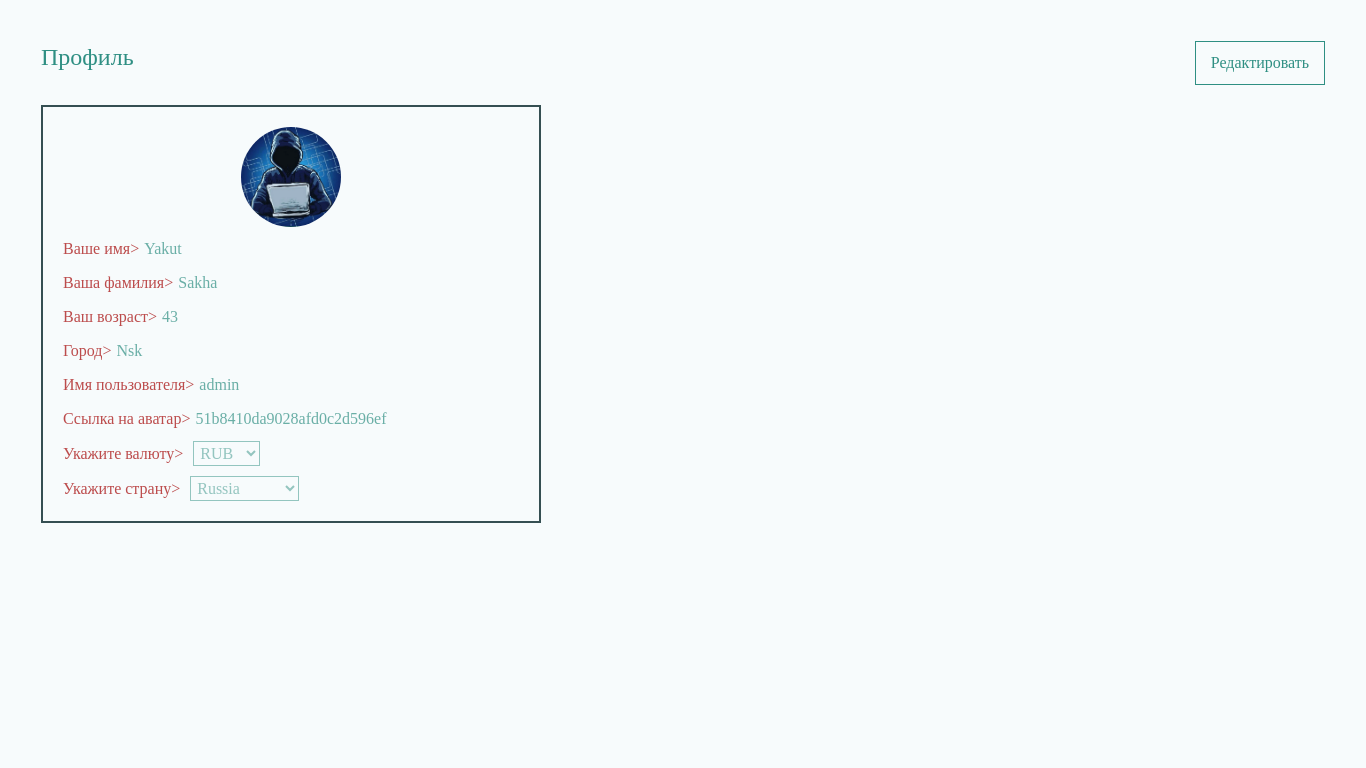 Профиль
Редактировать
Ваше имя> Yakut
Ваша фамилия> Sakha
Ваш возраст> 43
Город> Nsk
Имя пользователя> admin
Ссылка на аватар> 51b8410da9028afd0c2d596ef
Укажите валюту> RUB
Укажите страну> Russia